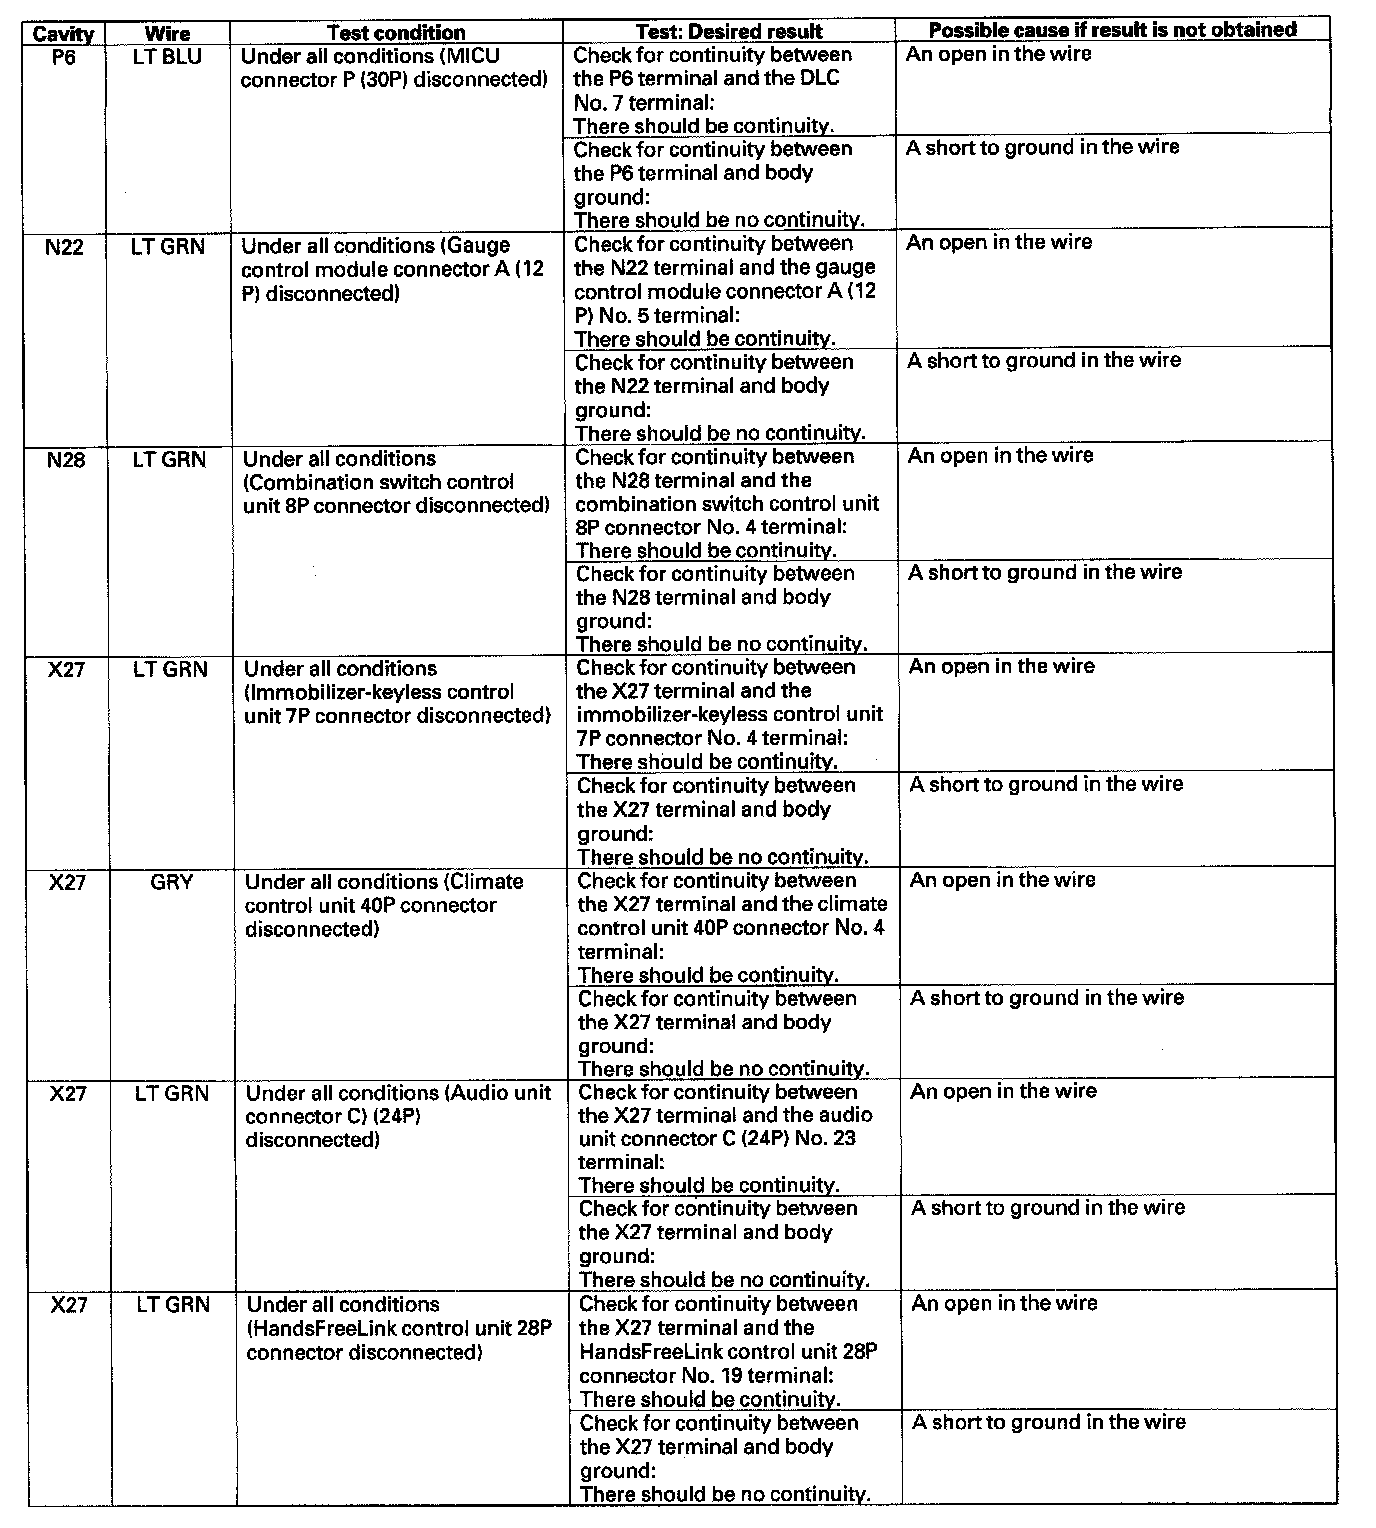 Cavity Wire Test condition Test: Desired result Possible cause if result is not obtained
P6 LT BLU Under all conditions (MICU
connector P (30P) disconnected)
Check for continuity between
the P6 terminal and the DLC
No. 7 terminal:
There should be continuity.
An open in the wire
Check for continuity between
the P6 terminal and body
ground:
There should be no continuity.
A short to ground in the wire
N22 LT GRN Under all conditions (Gauge
control module connector A (12
P) disconnected)
Check for continuity between
the N22 terminal and the gauge
control module connector A (12
P) No. 5 terminal:
There should be continuity.
An open in the wire
Check for continuity between
the N22 terminal and body
ground:
There should be no continuity.
A short to ground in the wire
N28 LT GRN Under all conditions
(Combination switch control
unit 8P connector disconnected)
Check for continuity between
the N28 terminal and the
combination switch control unit
8P connector No. 4 terminal:
There should be continuity.
An open in the wire
Check for continuity between
the N28 terminal and body
ground:
There should be no continuity.
A short to ground in the wire
X27 LT GRN Under all conditions
(Immobilizer-keyless control
unit 7P connector disconnected)
Check for continuity between
the X27 terminal and the
immobilizer-keyless control unit
7P connector No. 4 terminal:
There should be continuity.
An open in the wire
Check for continuity between
the X27 terminal and body
ground:
There should be no continuity.
A short to ground in the wire
X27 GRY Under all conditions (Climate
control unit 40P connector
disconnected)
Check for continuity between
the X27 terminal and the climate
control unit 40P connector No. 4
terminal:
There should be continuity.
An open in the wire
Check for continuity between
the X27 terminal and body
ground:
There should be no continuity.
A short to ground in the wire
X27 LT GRN Under all conditions (Audio unit
connector C) (24P)
disconnected)
Check for continuity between
the X27 terminal and the audio
unit connector C (24P) No. 23
terminal:
There should be continuity.
An open in the wire
Check for continuity between
the X27 terminal and body
ground:
There should be no continuity.
A short to ground in the wire
X27 LT GRN Under all conditions
(HandsFreeLink control unit 28P
connector disconnected)
Check for continuity between
the X27 terminal and the
HandsFreeLink control unit 28P
connector No. 19 terminal:
There should be continuity.
An open in the wire
Check for continuity between
the X27 terminal and body
ground:
There should be no continuity.
A short to ground in the wire